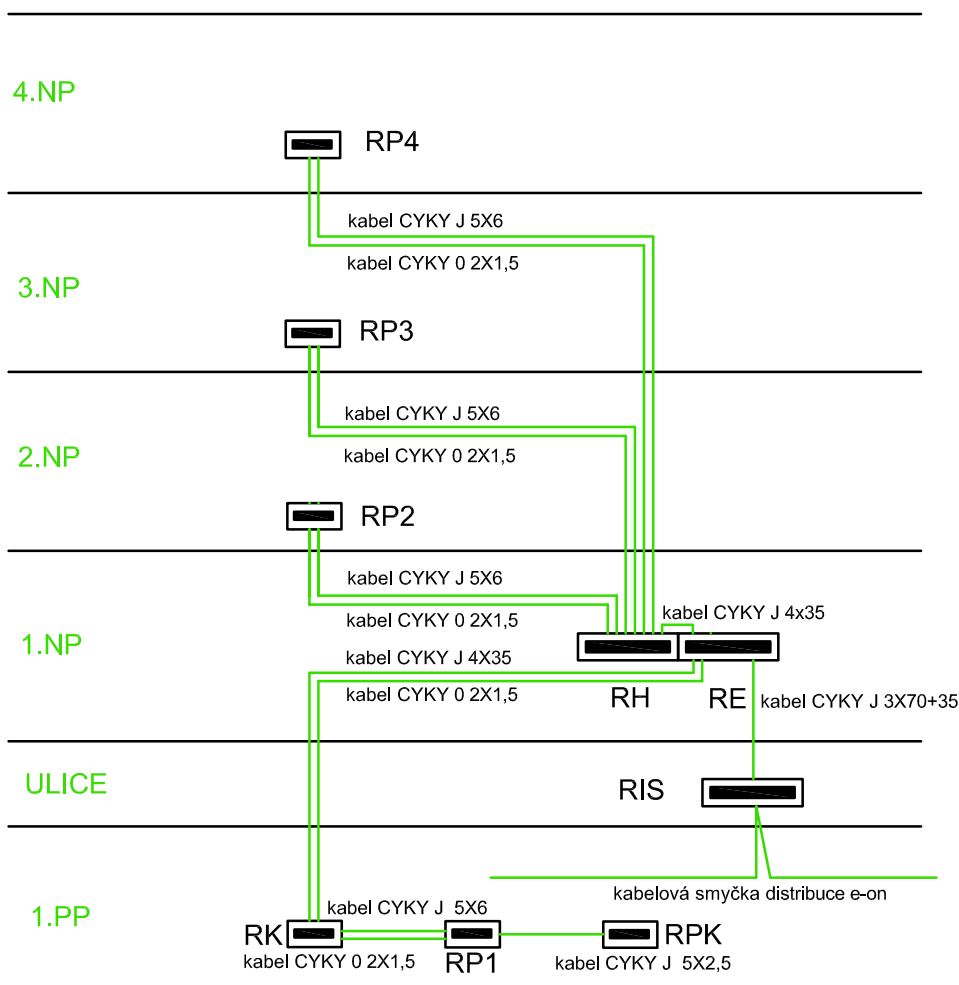 4.NP
RP4
kabel CYKY J 5X6
kabel CYKY 0 2X1,5
3.NP
RP3
kabel CYKY J 5X6
kabel CYKY 0 2X1,5
2.NP
RP2
kabel CYKY J 5X6
kabel CYKY 0 2X1,5
kabel CYKY J 4x35
1.NP
kabel CYKY J 4X35
kabel CYKY 0 2X1,5
RH
RE
kabel CYKY J 3X70+35
ULICE
RIS
kabelová smyčka distribuce e-on
1.PP
kabel CYKY J 5X6
RK
RP1
RPK
kabel CYKY 0 2X1,5
kabel CYKY J 5X2,5